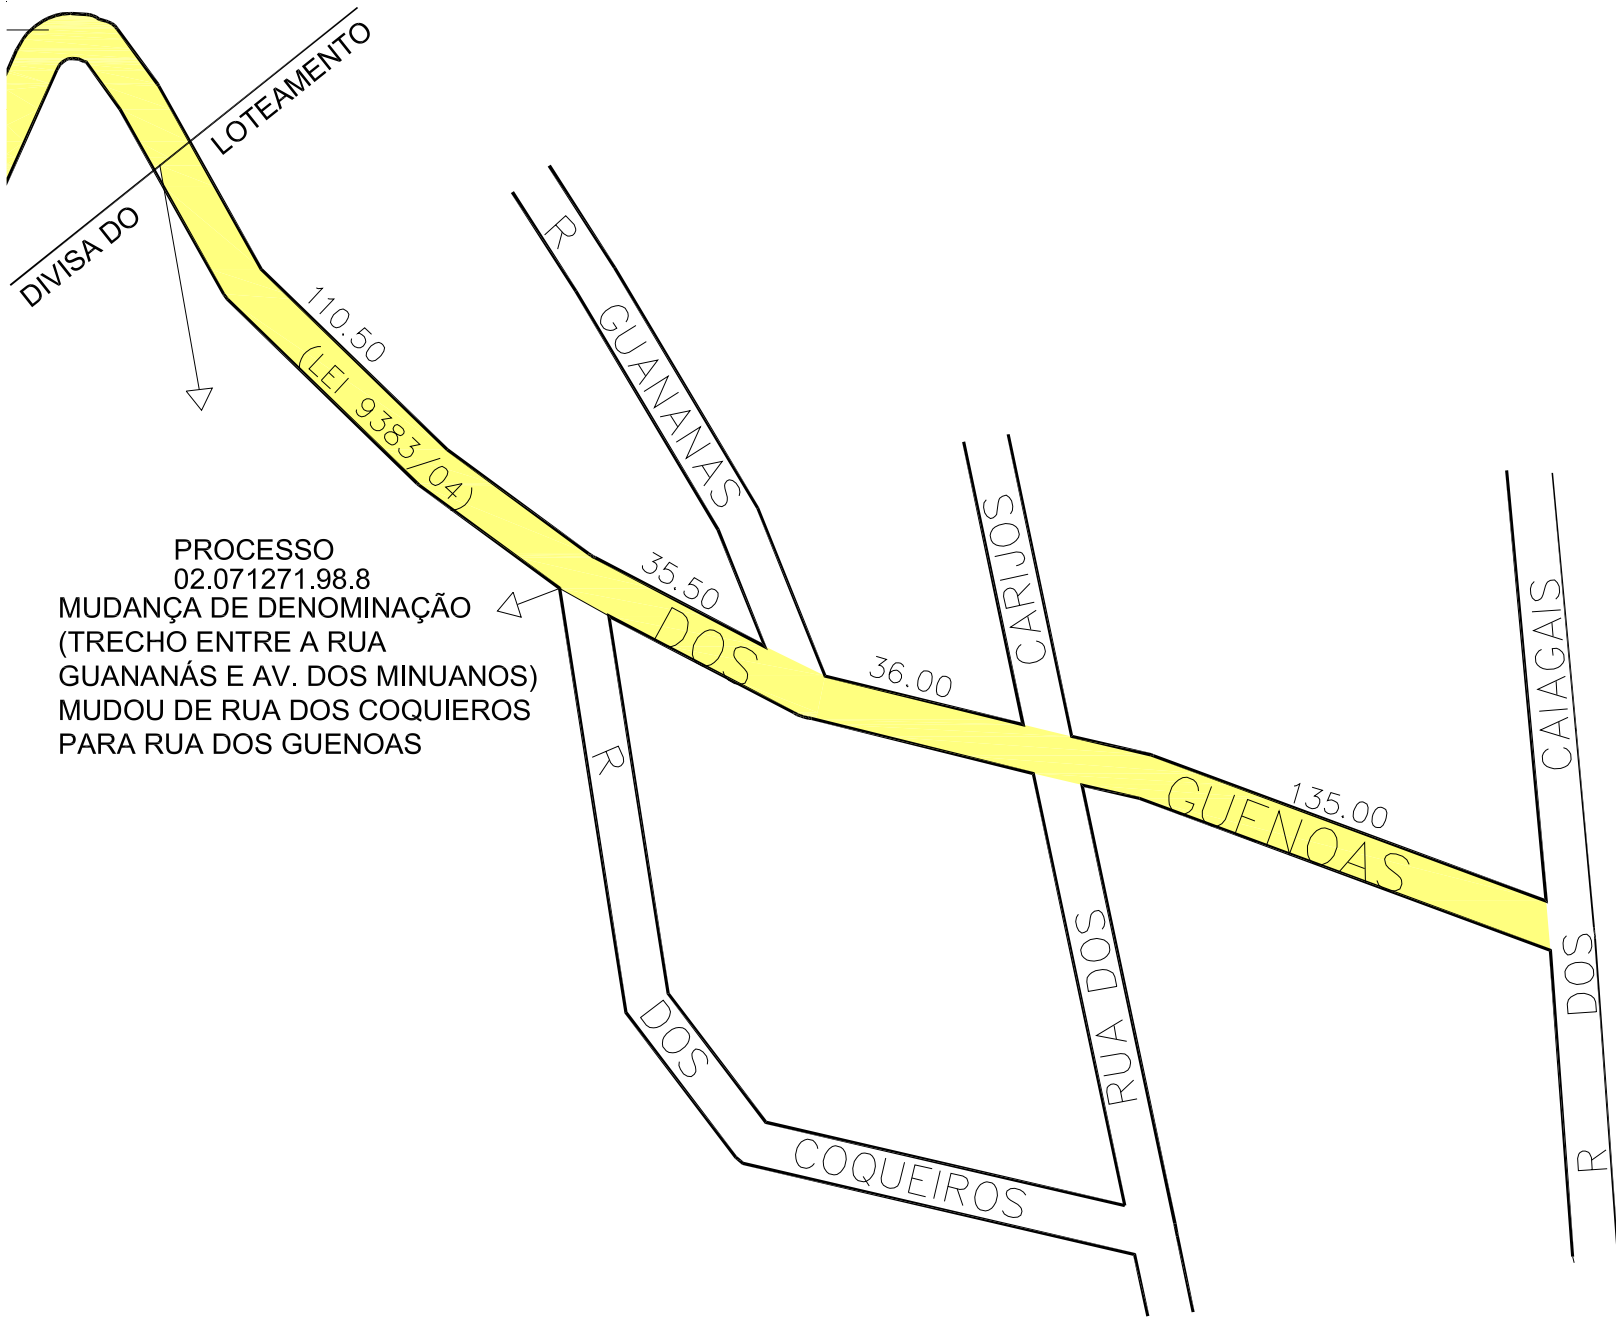 DIVISA DO LOTEAMENTO
110.50
(LEI 9383/04)
R GUANANAS
35.50
DOS GUENOAS
36.00
135.00
RUA DOS CARIJOS
R DOS CAIAGAIS
PROCESSO
02.071271.98.8
MUDANÇA DE DENOMINAÇÃO
(TRECHO ENTRE A RUA
GUANANÁS E AV. DOS MINUANOS)
MUDOU DE RUA DOS COQUIEROS
PARA RUA DOS GUENOAS
R DOS COQUEIROS